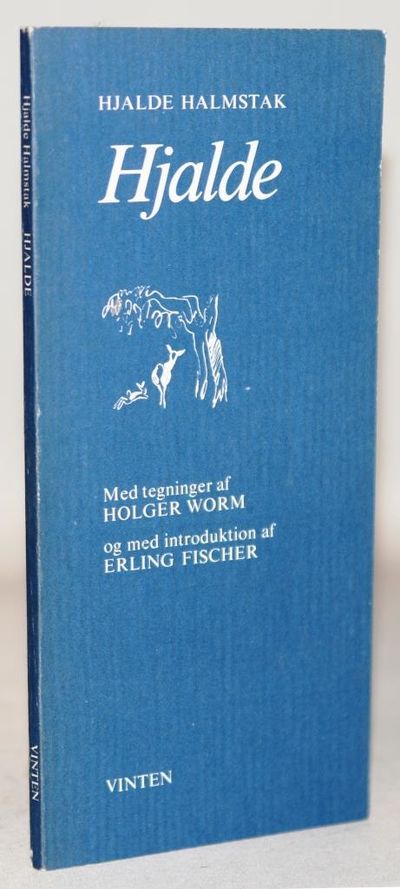 HJALDE HALMSTAK
Hjalde
Med tegninger af
HOLGER WORM
og med introduktion af
ERLING FISCHER
VINTEN
Hjalde Halmstak HJALDE
VINTEN